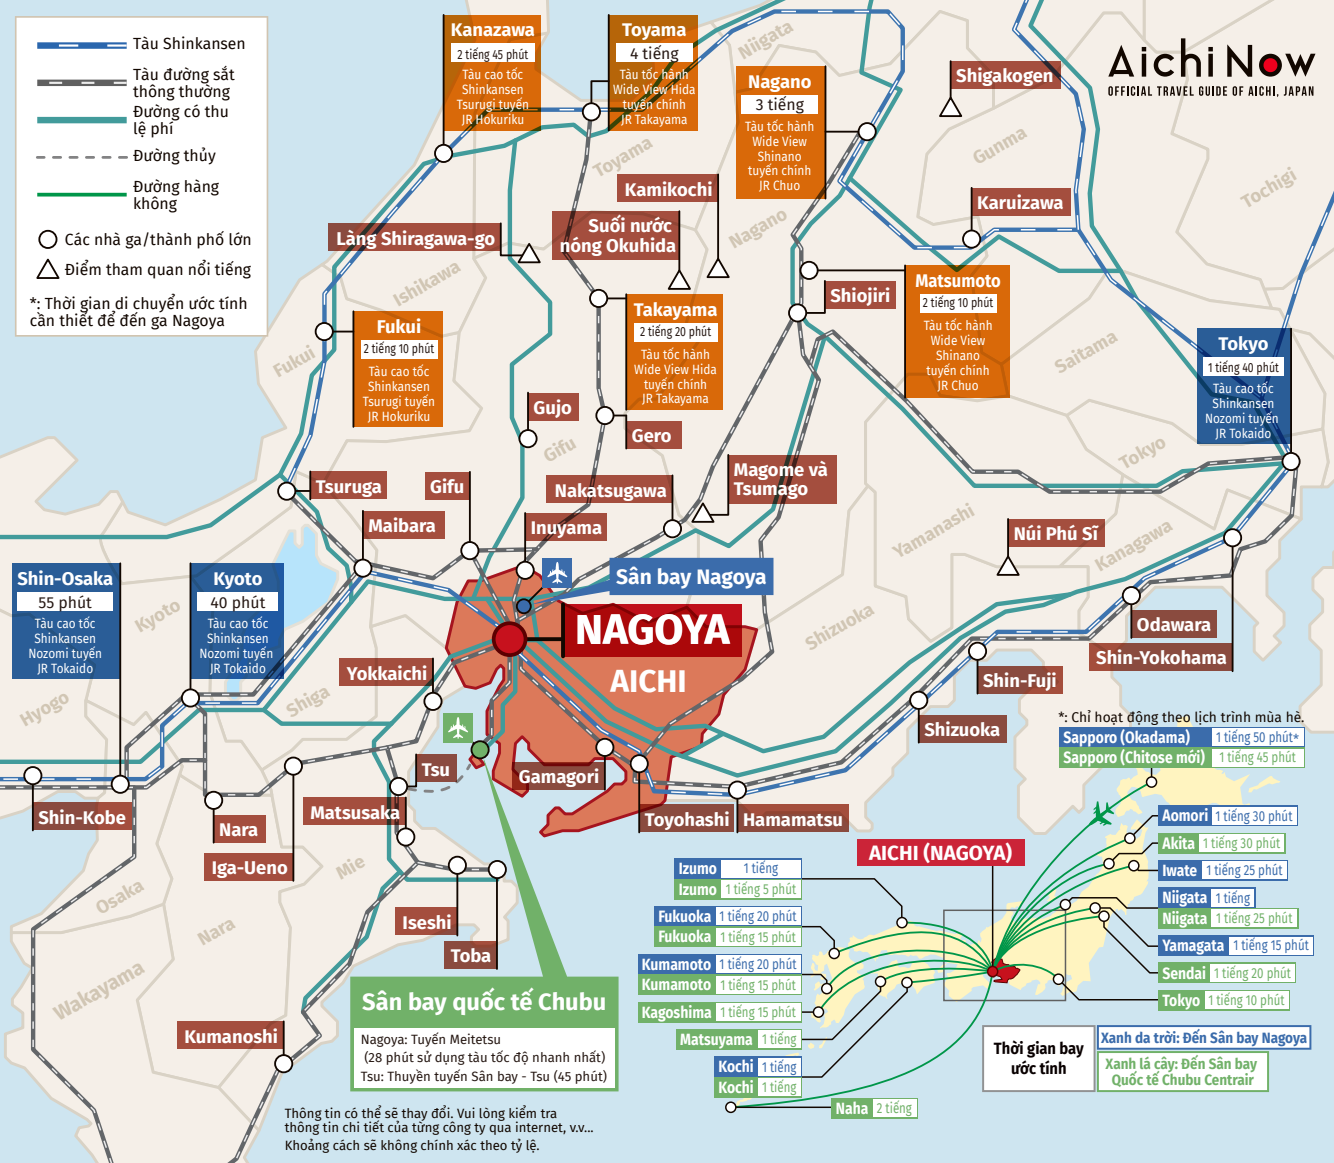 Tàu Shinkansen
Tàu đường sắt
thông thường
Đường có thu
lệ phí
Đường thủy
Đường hàng
không
Các nhà ga/thành phố lớn
Điểm tham quan nổi tiếng
*: Thời gian di chuyển ước tính
cần thiết để đến ga Nagoya
Kanazawa
2 tiếng 45 phút
Tàu cao tốc
Shinkansen
Tsurugi tuyến
JR Hokuriku
Toyama
4 tiếng
Tàu tốc hành
Wide View Hida
tuyến chính
JR Takayama
Nagano
3 tiếng
Tàu tốc hành
Wide View
Shinano
tuyến chính
JR Chuo
Shigakogen
Aichi Now
OFFICIAL TRAVEL GUIDE OF AICHI, JAPAN
Niigata
Gunma
Tochigi
Toyama
Nagano
Ishikawa
Fukui
Saitama
Gifu
Tokyo
Yamanashi
Kanagawa
Shizuoka
Kyoto
Hyogo
Shiga
Osaka
Nara
Mie
Wakayama
Kamikochi
Karuizawa
Làng Shiragawa-go
Suối nước
nóng Okuhida
Shiojiri
Matsumoto
2 tiếng 10 phút
Tàu tốc hành
Wide View
Shinano
tuyến chính
JR Chuo
Takayama
2 tiếng 20 phút
Tàu tốc hành
Wide View Hida
tuyến chính
JR Takayama
Fukui
2 tiếng 10 phút
Tàu cao tốc
Shinkansen
Tsurugi tuyến
JR Hokuriku
Tokyo
1 tiếng 40 phút
Tàu cao tốc
Shinkansen
Nozomi tuyến
JR Tokaido
Gujo
Gero
Tsuruga
Gifu
Nakatsugawa
Magome và
Tsumago
Maibara
Inuyama
Núi Phú Sĩ
Shin-Osaka
55 phút
Tàu cao tốc
Shinkansen
Nozomi tuyến
JR Tokaido
Kyoto
40 phút
Tàu cao tốc
Shinkansen
Nozomi tuyến
JR Tokaido
Sân bay Nagoya
NAGOYA
AICHI
Yokkaichi
Odawara
Shin-Yokohama
Shin-Fuji
Shizuoka
Tsu
Gamagori
Matsusaka
Toyohashi
Hamamatsu
Shin-Kobe
Nara
Iga-Ueno
Iseshi
Toba
Kumanoshi
Sân bay quốc tế Chubu
Nagoya: Tuyến Meitetsu
(28 phút sử dụng tàu tốc độ nhanh nhất)
Tsu: Thuyền tuyến Sân bay - Tsu (45 phút)
Thông tin có thể sẽ thay đổi. Vui lòng kiểm tra
thông tin chi tiết của từng công ty qua internet, v.v...
Khoảng cách sẽ không chính xác theo tỷ lệ.
*: Chỉ hoạt động theo lịch trình mùa hè.
Sapporo (Okadama) 1 tiếng 50 phút*
Sapporo (Chitose mới) 1 tiếng 45 phút
Aomori 1 tiếng 30 phút
Akita 1 tiếng 30 phút
Iwate 1 tiếng 25 phút
Niigata 1 tiếng
Niigata 1 tiếng 25 phút
Yamagata 1 tiếng 15 phút
Sendai 1 tiếng 20 phút
Tokyo 1 tiếng 10 phút
AICHI (NAGOYA)
Izumo 1 tiếng
Izumo 1 tiếng 5 phút
Fukuoka 1 tiếng 20 phút
Fukuoka 1 tiếng 15 phút
Kumamoto 1 tiếng 20 phút
Kumamoto 1 tiếng 15 phút
Kagoshima 1 tiếng 15 phút
Matsuyama 1 tiếng
Kochi 1 tiếng
Kochi 1 tiếng
Naha 2 tiếng
Thời gian bay
ước tính
Xanh da trời: Đến Sân bay Nagoya
Xanh lá cây: Đến Sân bay
Quốc tế Chubu Centrair